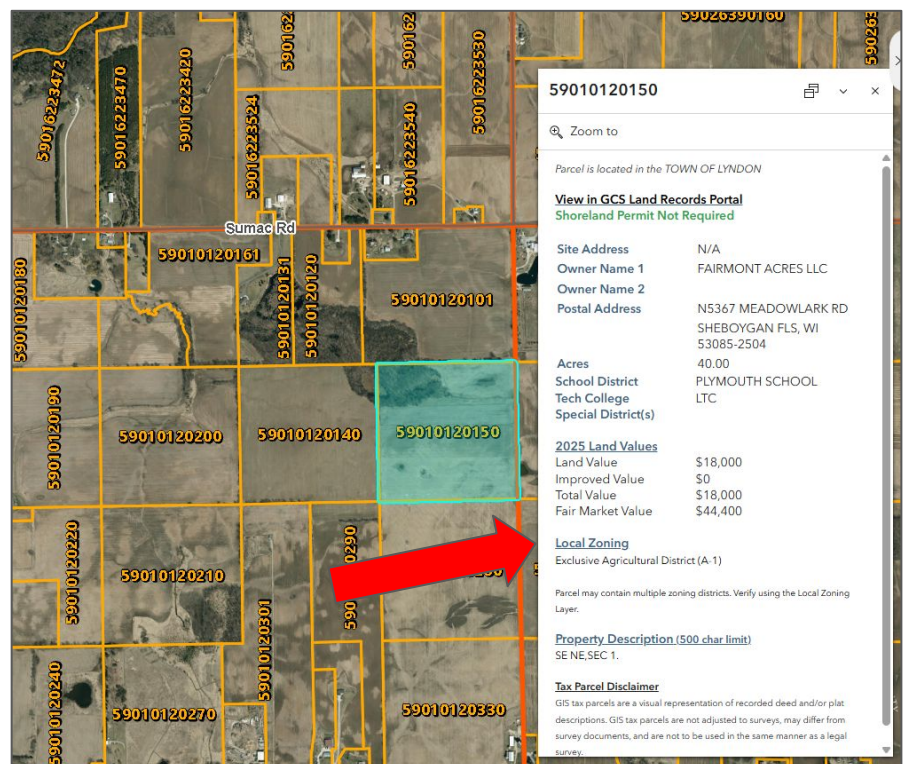 59026390160
590263
590162
590162
59016223530
59016223420
59016223470
59016223472
59016223524
59016223540
Sumac Rd
59010120161
59010120180
59010120131
59010120120
59010120101
59010120190
59010120200
59010120140
59010120150
59010120220
59010120210
59010120301
59010120240
59010120270
59010120330
59010120150
Zoom to
Parcel is located in the TOWN OF LYNDON
View in GCS Land Records Portal
Shoreland Permit Not Required
Site Address N/A
Owner Name 1 FAIRMONT ACRES LLC
Owner Name 2
Postal Address N5367 MEADOWLARK RD
SHEBOYGAN FLS, WI
53085-2504
Acres 40.00
School District PLYMOUTH SCHOOL
Tech College LTC
Special District(s)
2025 Land Values
Land Value $18,000
Improved Value $0
Total Value $18,000
Fair Market Value $44,400
Local Zoning
Exclusive Agricultural District (A-1)
Parcel may contain multiple zoning districts. Verify using the Local Zoning
Layer.
Property Description (500 char limit)
SE NE,SEC 1.
Tax Parcel Disclaimer
GIS tax parcels are a visual representation of recorded deed and/or plat
descriptions. GIS tax parcels are not adjusted to surveys, may differ from
survey documents, and are not to be used in the same manner as a legal
survey.